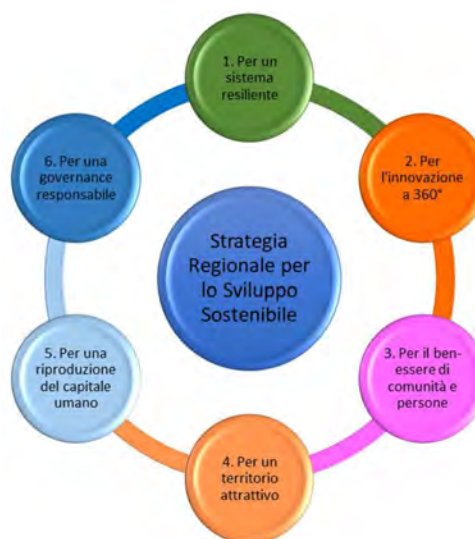 1. Per un
sistema
resiliente
2. Per
l'innovazione
a 360°
3. Per il ben-
essere di
comunità e
persone
4. Per un
territorio
attrattivo
5. Per una
riproduzione
del capitale
umano
6. Per una
governance
responsabile
Strategia
Regionale per
lo Sviluppo
Sostenibile